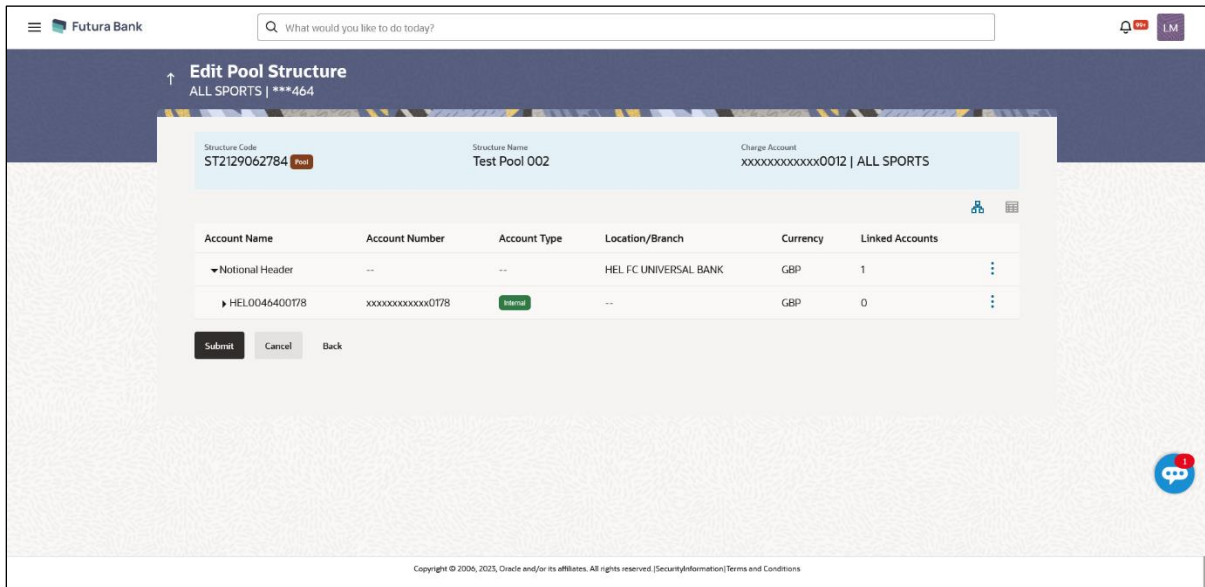 Futura Bank
What would you like to do today?
99+
LM
Edit Pool Structure
ALL SPORTS | ***464
Structure Code
Structure Name
Charge Account
ST2129062784 Pool
Test Pool 002
xxxxxxxxxxxx0012 | ALL SPORTS
Account Name Account Number Account Type Location/Branch Currency Linked Accounts
Notional Header -- -- HEL FC UNIVERSAL BANK GBP 1
HEL0046400178 xxxxxxxxxxxx0178 Internal -- GBP 0
Submit Cancel Back
1
Copyright © 2006, 2023, Oracle and/or its affiliates. All rights reserved.|SecurityInformation|Terms and Conditions